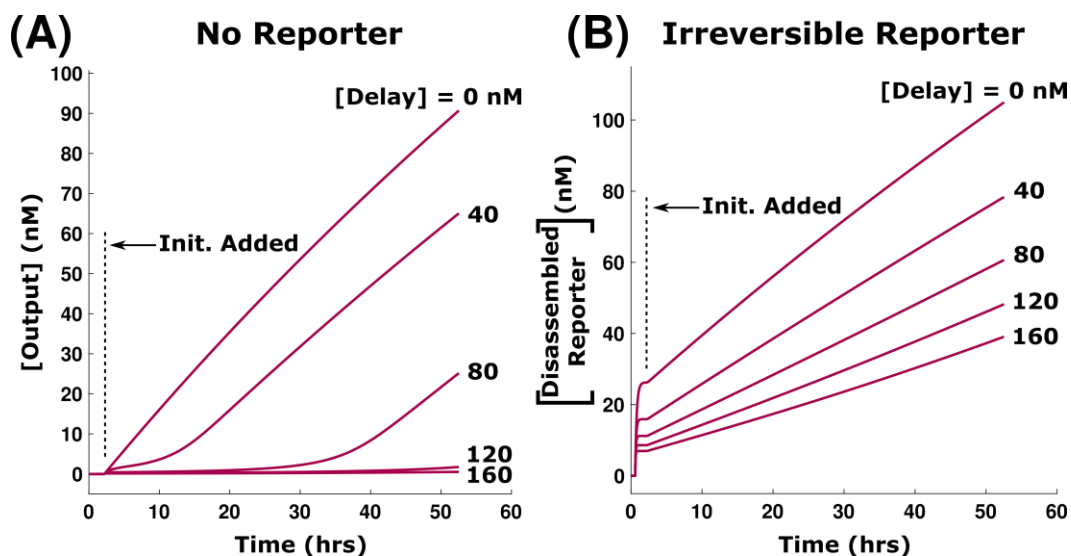 (A) No Reporter
100
90
80
70
60
50
40
30
20
10
0
[Output] (nM)
[Delay] = 0 nM
Init. Added
40
80
120
160
0 10 20 30 40 50 60
Time (hrs)
(B) Irreversible Reporter
100
80
60
40
20
0
[Disassembled
Reporter] (nM)
[Delay] = 0 nM
Init. Added
40
80
120
160
0 10 20 30 40 50 60
Time (hrs)